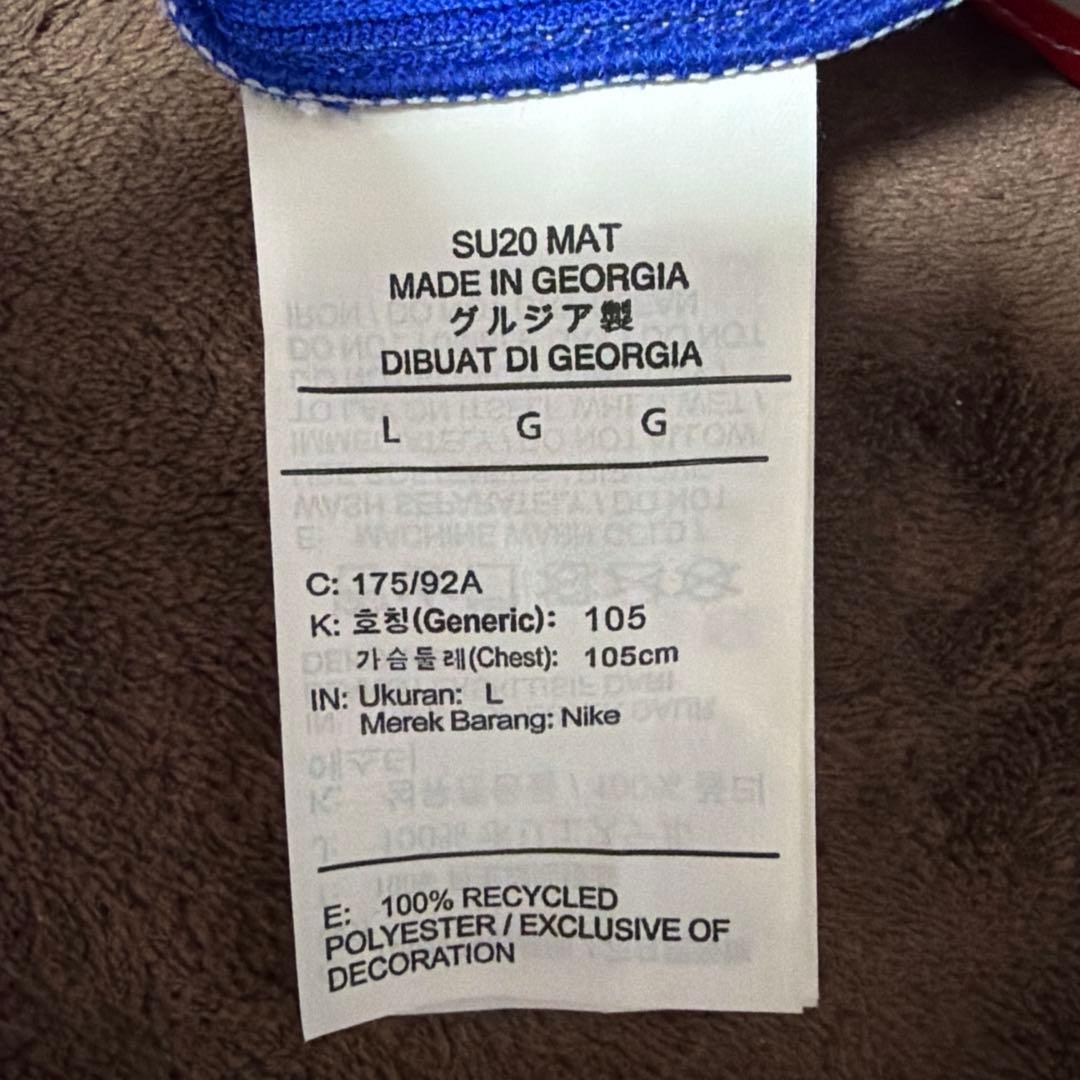 SU20 MAT
MADE IN GEORGIA
グルジア製
DIBUAT DI GEORGIA
L G G
C: 175/92A
K: 호칭(Generic): 105
가슴둘레(Chest): 105cm
IN: Ukuran: L
Merek Barang: Nike
E: 100% RECYCLED
POLYESTER / EXCLUSIVE OF
DECORATION